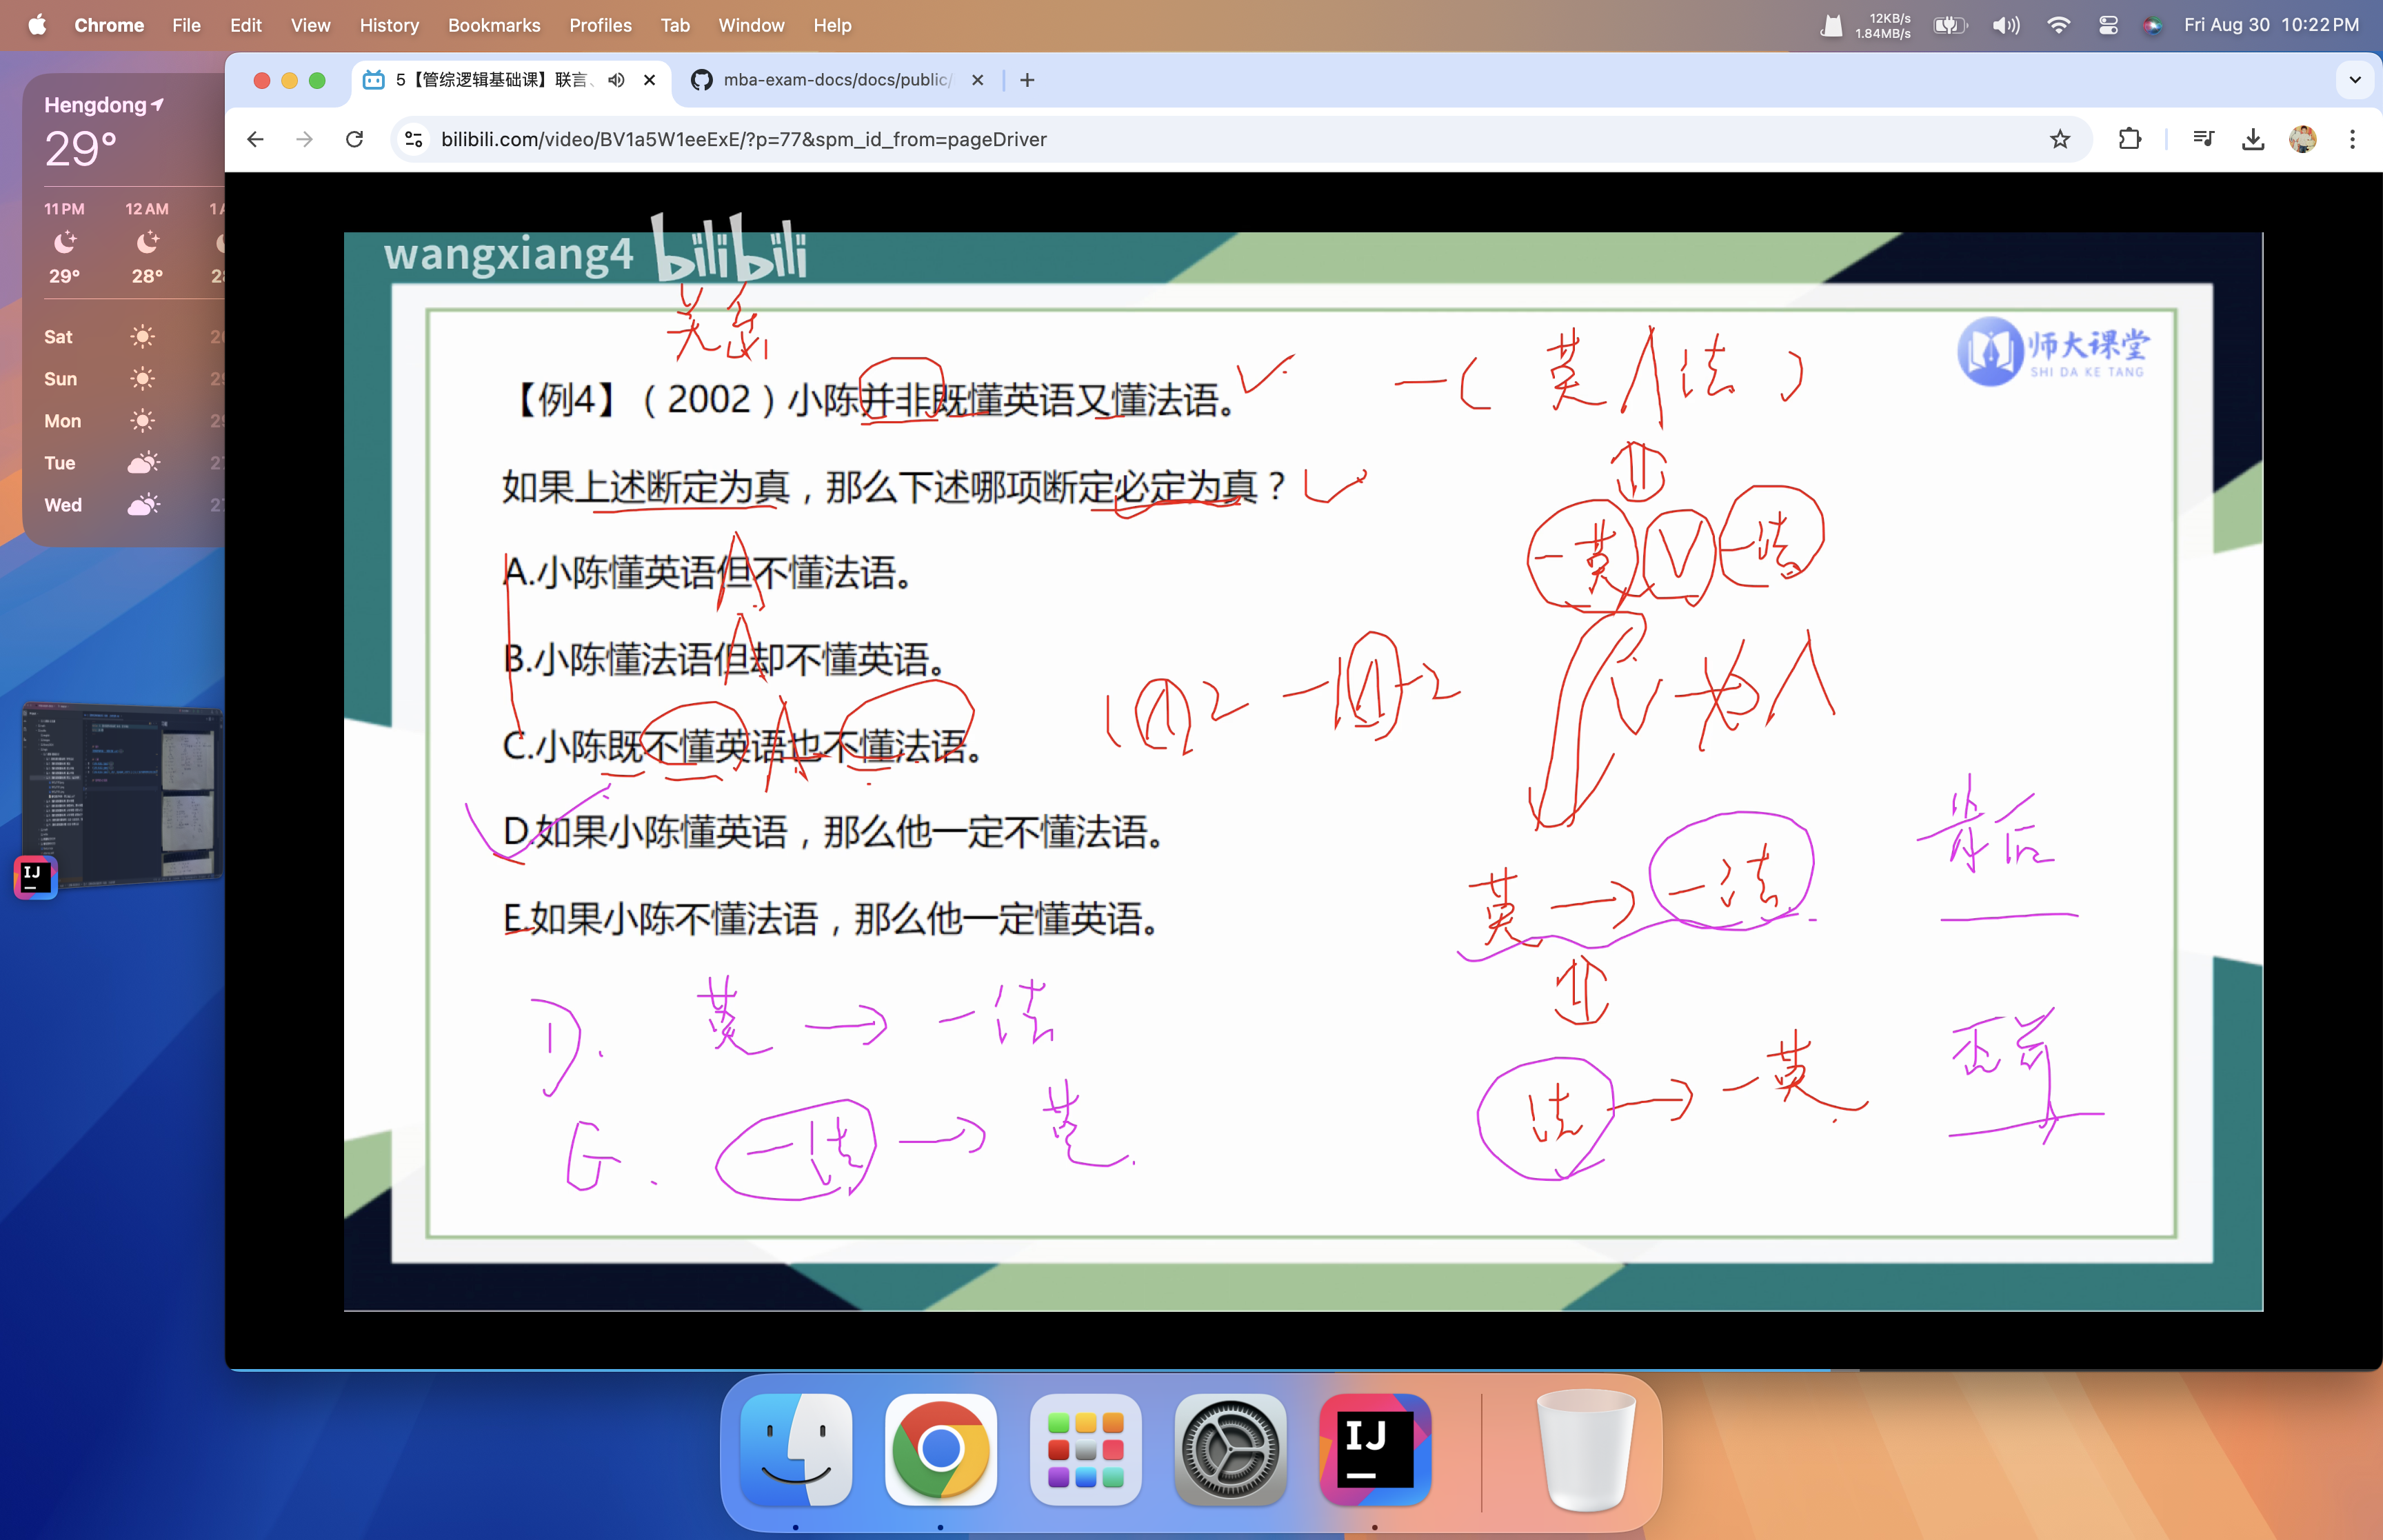 Chrome File Edit View History Bookmarks Profiles Tab Window Help
12KB/s
1.84MB/s
Fri Aug 30 10:22 PM
5【管综逻辑基础课】联言、
mba-exam-docs/docs/public/
bilibili.com/video/BV1a5W1eeExE/?p=77&spm_id_from=pageDriver
Hengdong
29°
11 PM 12 AM
29° 28°
Sat
Sun
Mon
Tue
Wed
wangxiang4 bilibili
师大课堂
SHI DA KE TANG
【例4】（2002）小陈并非既懂英语又懂法语。
¬( 英 ∧ 法 )
如果上述断定为真，那么下述哪项断定必定为真？
¬英 ∨ ¬法
A.小陈懂英语但不懂法语。
B.小陈懂法语但却不懂英语。
C.小陈既不懂英语也不懂法语。
D.如果小陈懂英语，那么他一定不懂法语。
英 → ¬法
肯后
E.如果小陈不懂法语，那么他一定懂英语。
D. 英 → ¬法
法 → ¬英
否前
E. ¬法 → 英
IJ
IJ